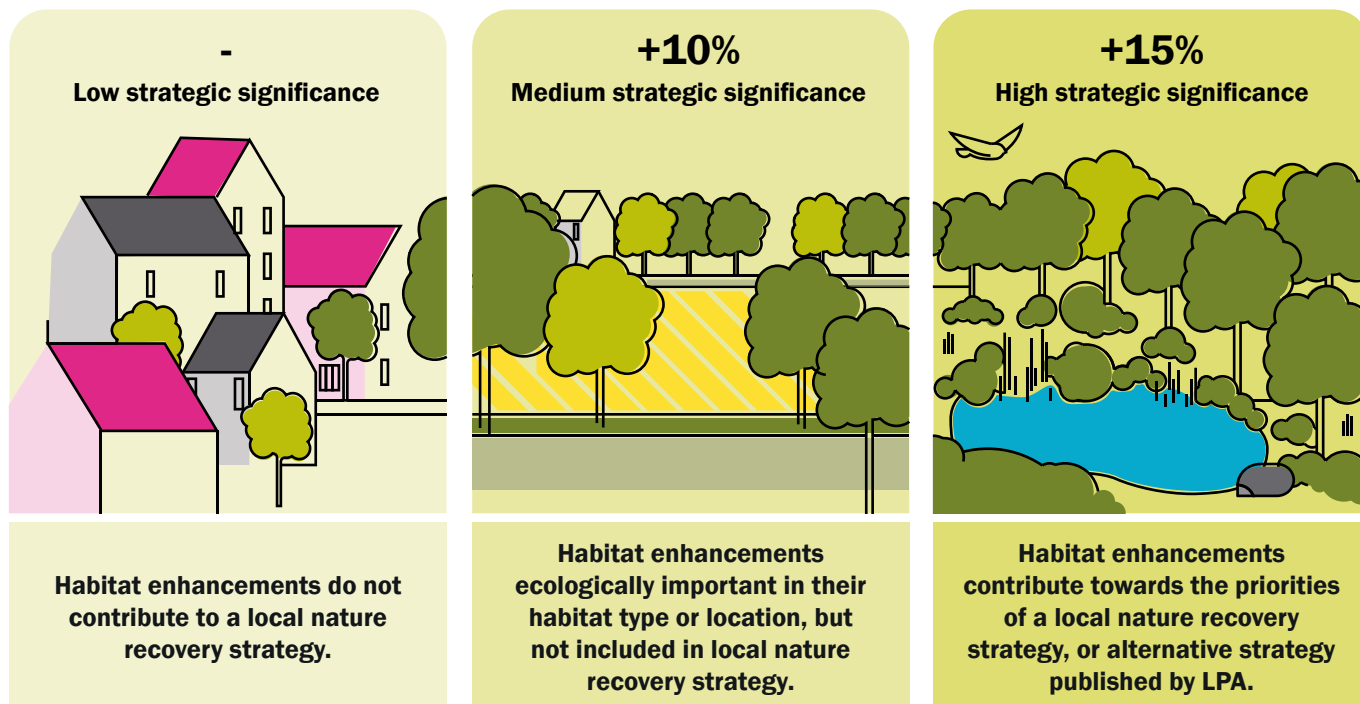 -
Low strategic significance
Habitat enhancements do not
contribute to a local nature
recovery strategy.
+10%
Medium strategic significance
Habitat enhancements
ecologically important in their
habitat type or location, but
not included in local nature
recovery strategy.
+15%
High strategic significance
Habitat enhancements
contribute towards the priorities
of a local nature recovery
strategy, or alternative strategy
published by LPA.